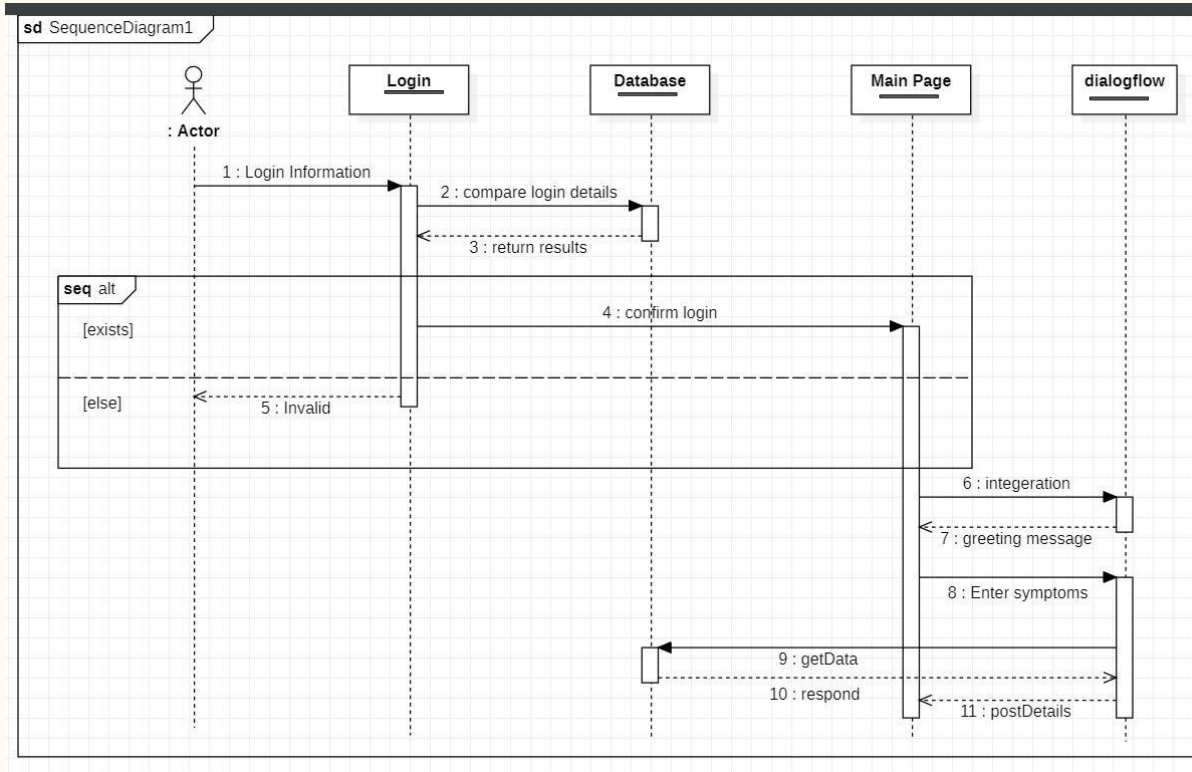 sd SequenceDiagram1
: Actor
Login
Database
Main Page
dialogflow
1 : Login Information
2 : compare login details
3 : return results
seq alt
[exists]
4 : confirm login
[else]
5 : Invalid
6 : integeration
7 : greeting message
8 : Enter symptoms
9 : getData
10 : respond
11 : postDetails